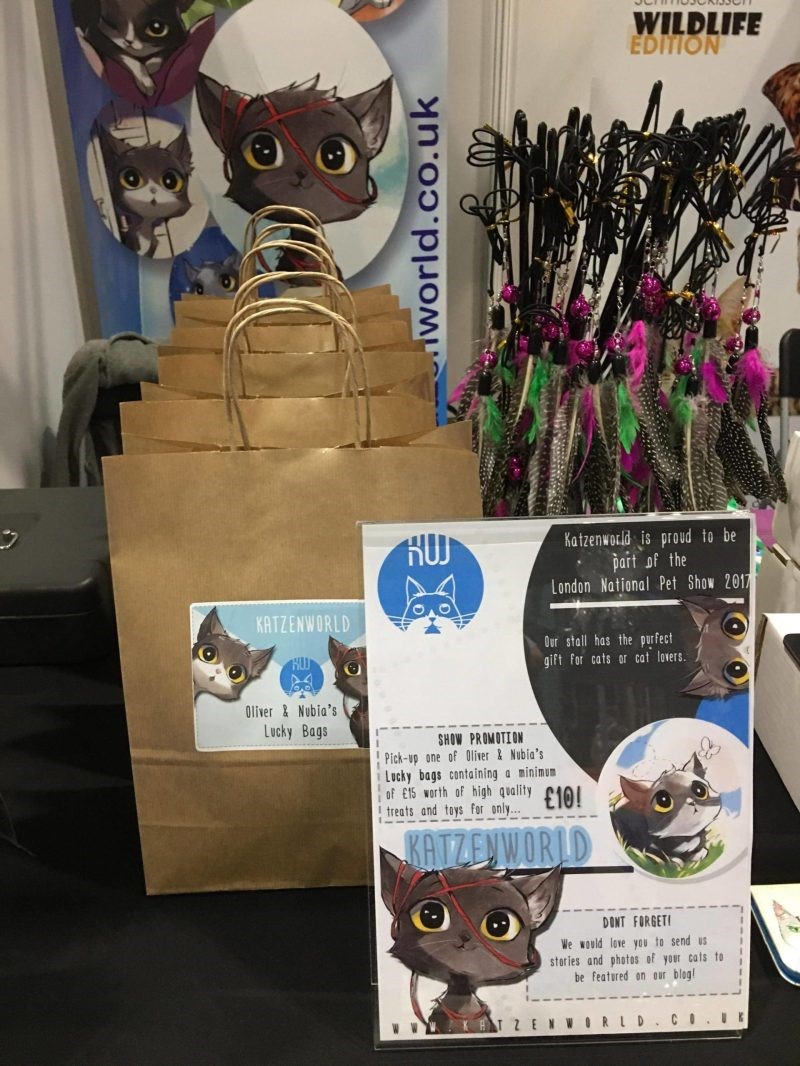 Schmusekissen
WILDLIFE
EDITION
nworld.co.uk
KW
Katzenworld is proud to be
part of the
London National Pet Show 2017
Our stall has the purfect
gift for cats or cat lovers.
KATZENWORLD
KW
Oliver & Nubia's
Lucky Bags
SHOW PROMOTION
Pick-up one of Oliver & Nubia's
Lucky bags containing a minimum
of £15 worth of high quality
treats and toys for only... £10!
KATZENWORLD
DONT FORGET!
We would love you to send us
stories and photos of your cats to
be featured on our blog!
WWW.KATZENWORLD.CO.UK